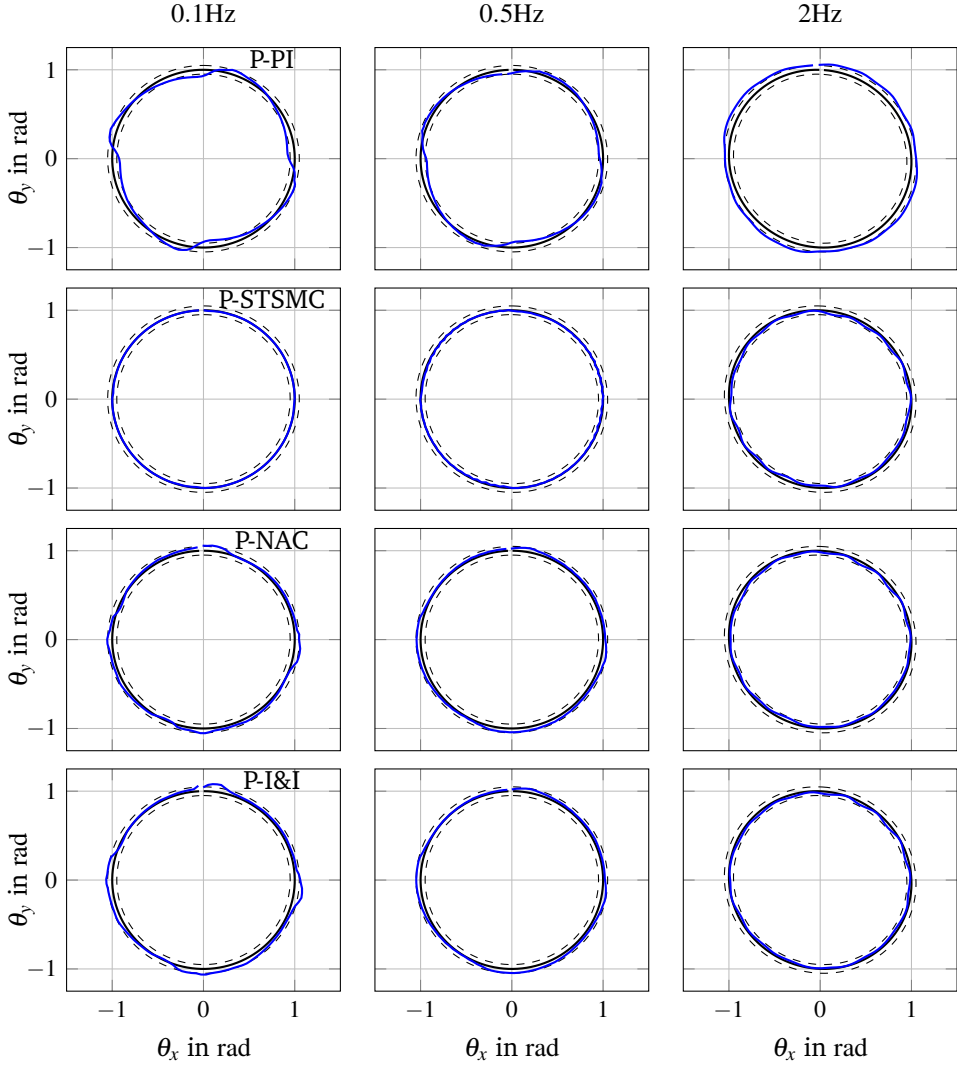 0.1Hz 0.5Hz 2Hz
P-PI
1
0
−1
θy in rad
P-STSMC
1
0
−1
θy in rad
P-NAC
1
0
−1
θy in rad
P-I&I
1
0
−1
θy in rad
−1 0 1 −1 0 1 −1 0 1
θx in rad θx in rad θx in rad